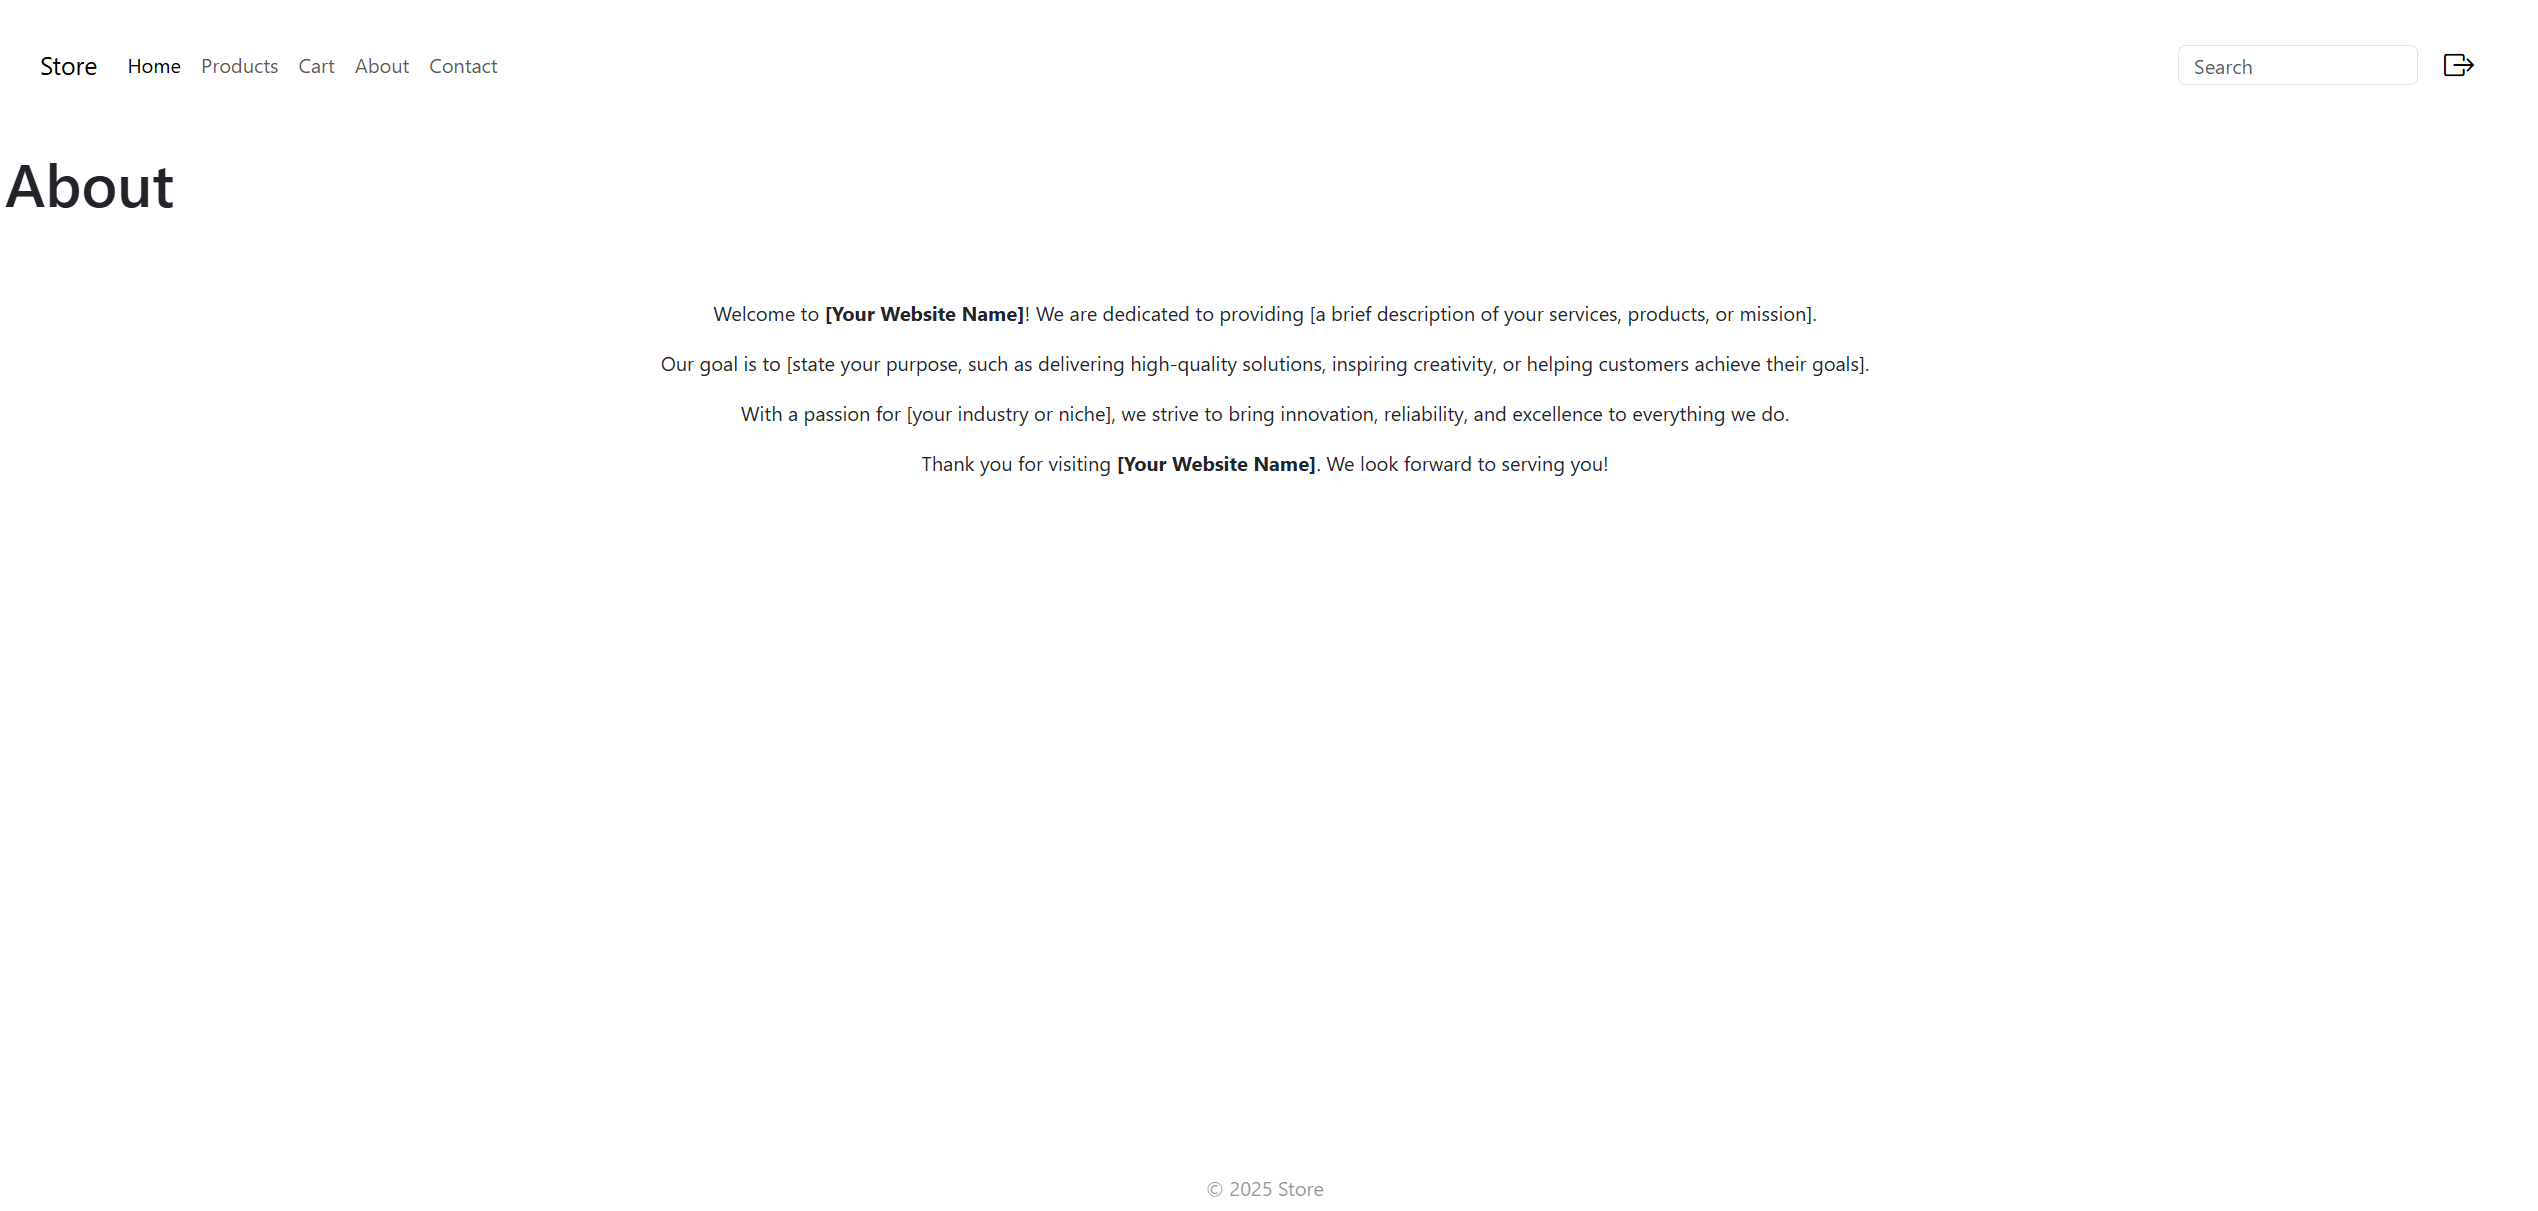 Store Home Products Cart About Contact Search
About
Welcome to [Your Website Name]! We are dedicated to providing [a brief description of your services, products, or mission].
Our goal is to [state your purpose, such as delivering high-quality solutions, inspiring creativity, or helping customers achieve their goals].
With a passion for [your industry or niche], we strive to bring innovation, reliability, and excellence to everything we do.
Thank you for visiting [Your Website Name]. We look forward to serving you!
© 2025 Store